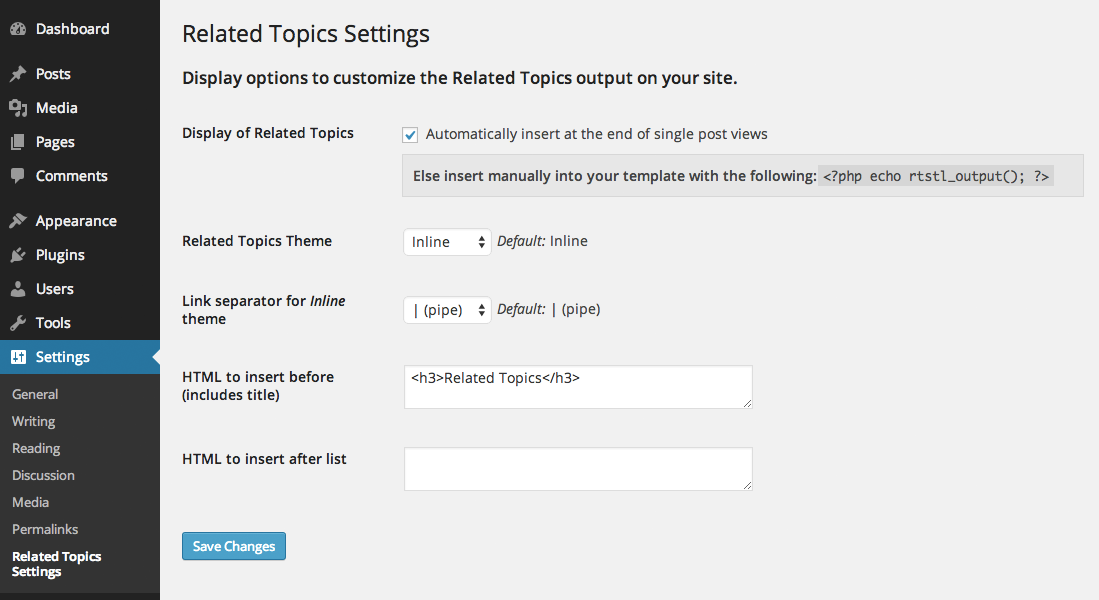 Dashboard
Posts
Media
Pages
Comments
Appearance
Plugins
Users
Tools
Settings
General
Writing
Reading
Discussion
Media
Permalinks
Related Topics
Settings
Related Topics Settings
Display options to customize the Related Topics output on your site.
Display of Related Topics
Automatically insert at the end of single post views
Else insert manually into your template with the following: <?php echo rtstl_output(); ?>
Related Topics Theme
Inline Default: Inline
Link separator for Inline
theme
| (pipe) Default: | (pipe)
HTML to insert before
(includes title)
<h3>Related Topics</h3>
HTML to insert after list
Save Changes